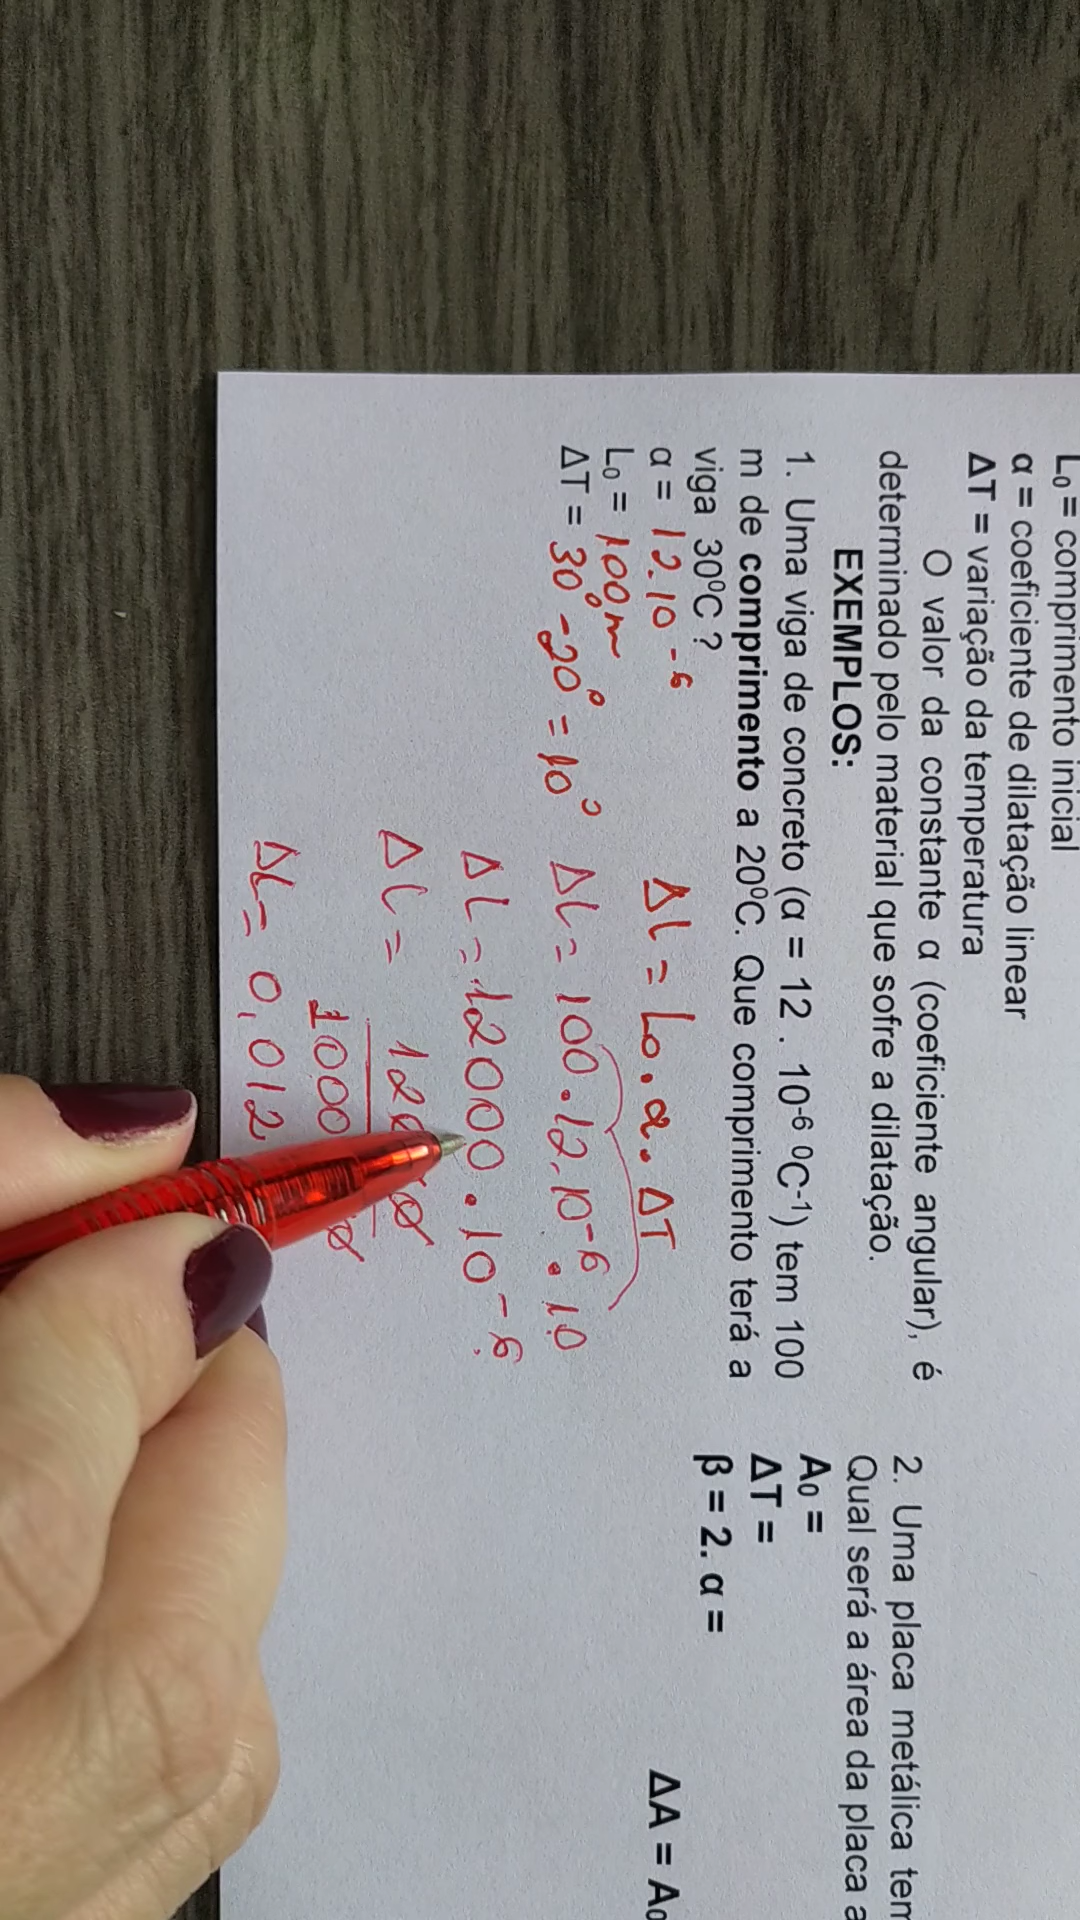 L₀ = comprimento inicial
α = coeficiente de dilatação linear
ΔT = variação da temperatura
O valor da constante α (coeficiente angular), é
determinado pelo material que sofre a dilatação.
EXEMPLOS:
1. Uma viga de concreto (α = 12 . 10⁻⁶ ⁰C⁻¹) tem 100
m de comprimento a 20⁰C. Que comprimento terá a
viga 30⁰C ?
α = 12.10⁻⁶
L₀ = 100m
ΔT = 30° - 20° = 10°
ΔL = Lo . α . ΔT
ΔL = 100 . 12.10⁻⁶ . 10
ΔL = 12000 . 10⁻⁶
ΔL =
1000
ΔL = 0,012
2. Uma placa metálica tem
Qual será a área da placa a
A₀ =
ΔT =
β = 2. α =
ΔA = A₀